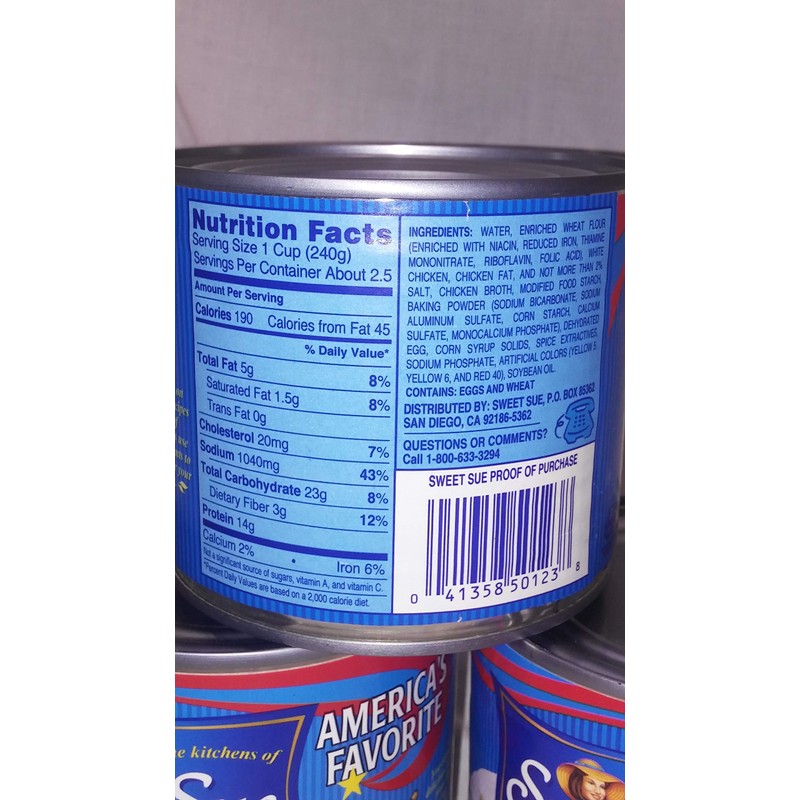 Nutrition Facts
Serving Size 1 Cup (240g)
Servings Per Container About 2.5
Amount Per Serving
Calories 190 Calories from Fat 45
% Daily Value*
Total Fat 5g 8%
Saturated Fat 1.5g 8%
Trans Fat 0g
Cholesterol 20mg 7%
Sodium 1040mg 43%
Total Carbohydrate 23g 8%
Dietary Fiber 3g 12%
Protein 14g
Calcium 2% • Iron 6%
Not a significant source of sugars, vitamin A, and vitamin C.
*Percent Daily Values are based on a 2,000 calorie diet.
INGREDIENTS: WATER, ENRICHED WHEAT FLOUR
(ENRICHED WITH NIACIN, REDUCED IRON, THIAMINE
MONONITRATE, RIBOFLAVIN, FOLIC ACID), WHITE
CHICKEN, CHICKEN FAT, AND NOT MORE THAN 2%
SALT, CHICKEN BROTH, MODIFIED FOOD STARCH,
BAKING POWDER (SODIUM BICARBONATE, SODIUM
ALUMINUM SULFATE, CORN STARCH, CALCIUM
SULFATE, MONOCALCIUM PHOSPHATE), DEHYDRATED
EGG, CORN SYRUP SOLIDS, SPICE EXTRACTIVES,
SODIUM PHOSPHATE, ARTIFICIAL COLORS (YELLOW 5,
YELLOW 6, AND RED 40), SOYBEAN OIL.
CONTAINS: EGGS AND WHEAT
DISTRIBUTED BY: SWEET SUE, P.O. BOX 85362
SAN DIEGO, CA 92186-5362
QUESTIONS OR COMMENTS?
Call 1-800-633-3294
SWEET SUE PROOF OF PURCHASE
0 41358 50123 8
AMERICA'S
FAVORITE
kitchens of